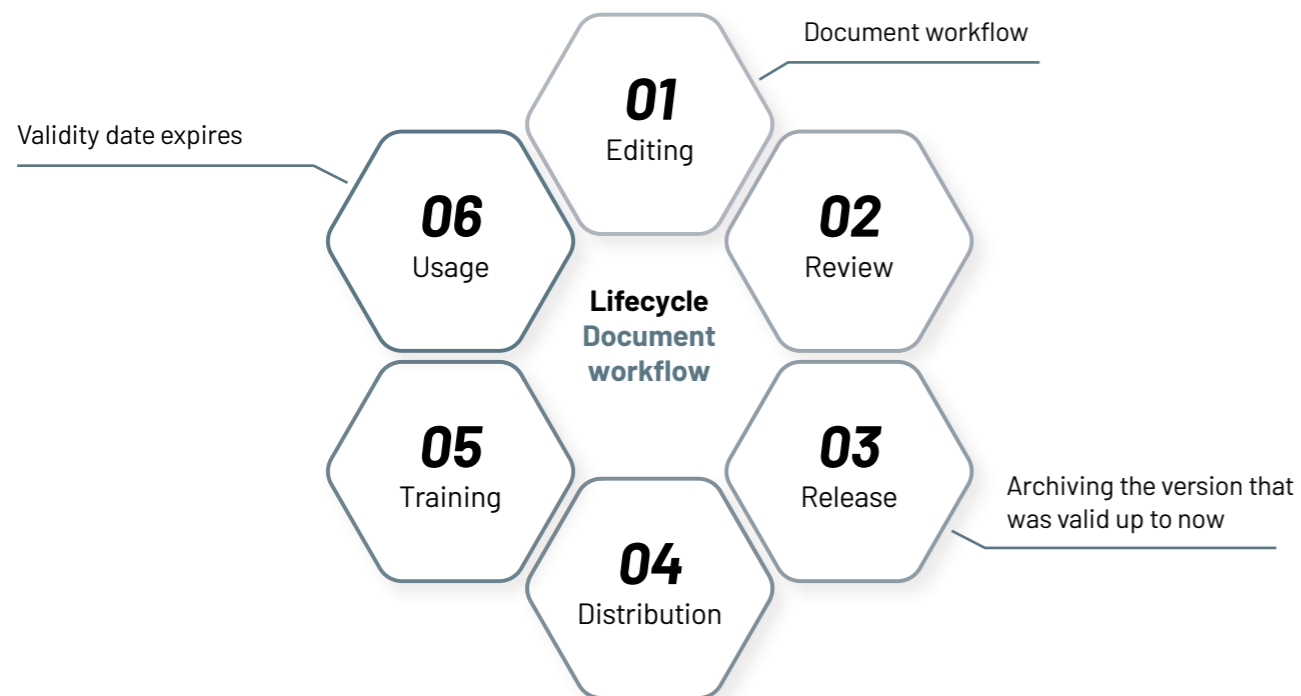 Document workflow
01
Editing
Validity date expires
06
Usage
02
Review
Lifecycle
Document
workflow
05
Training
03
Release
Archiving the version that
was valid up to now
04
Distribution